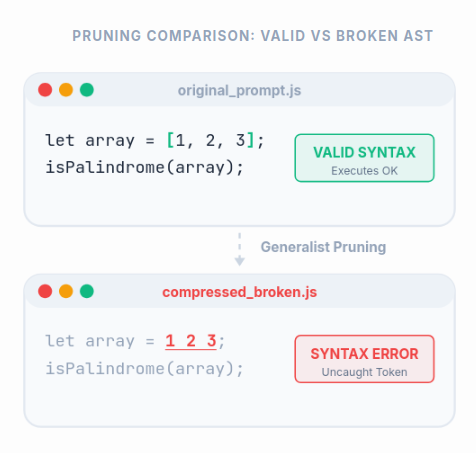 PRUNING COMPARISON: VALID VS BROKEN AST
original_prompt.js
let array = [1, 2, 3];
isPalindrome(array);
VALID SYNTAX
Executes OK
Generalist Pruning
compressed_broken.js
let array = 1 2 3;
isPalindrome(array);
SYNTAX ERROR
Uncaught Token